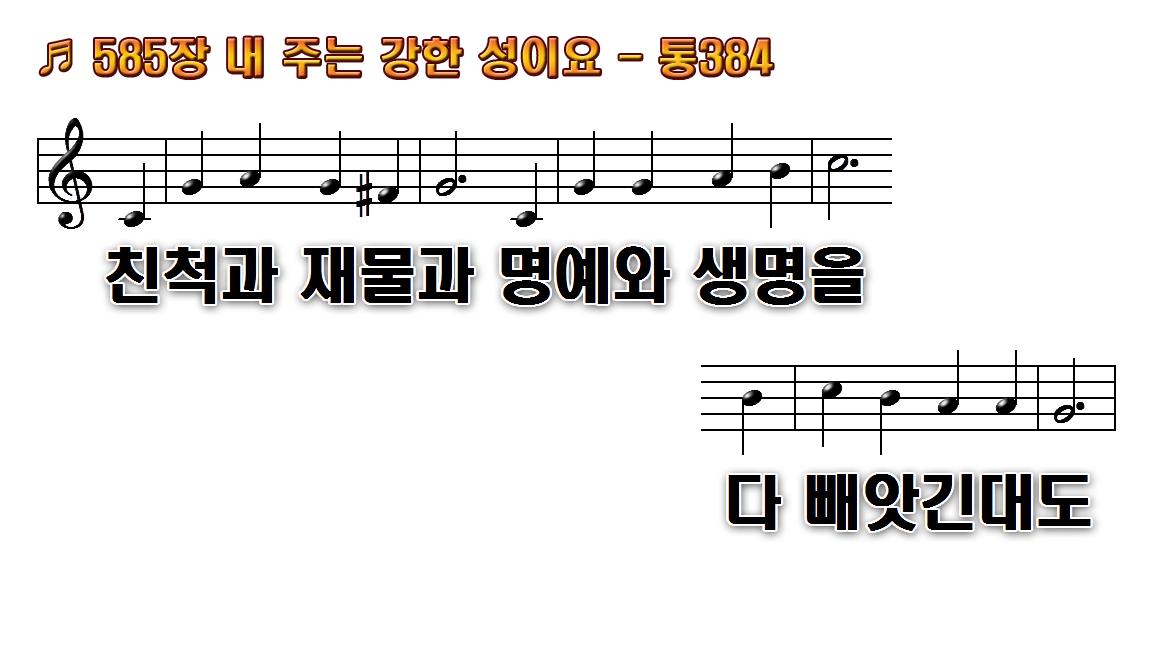 ♬ 585장 내 주는 강한 성이요 - 통384
친척과 재물과 명예와 생명을
다 빼앗긴대도